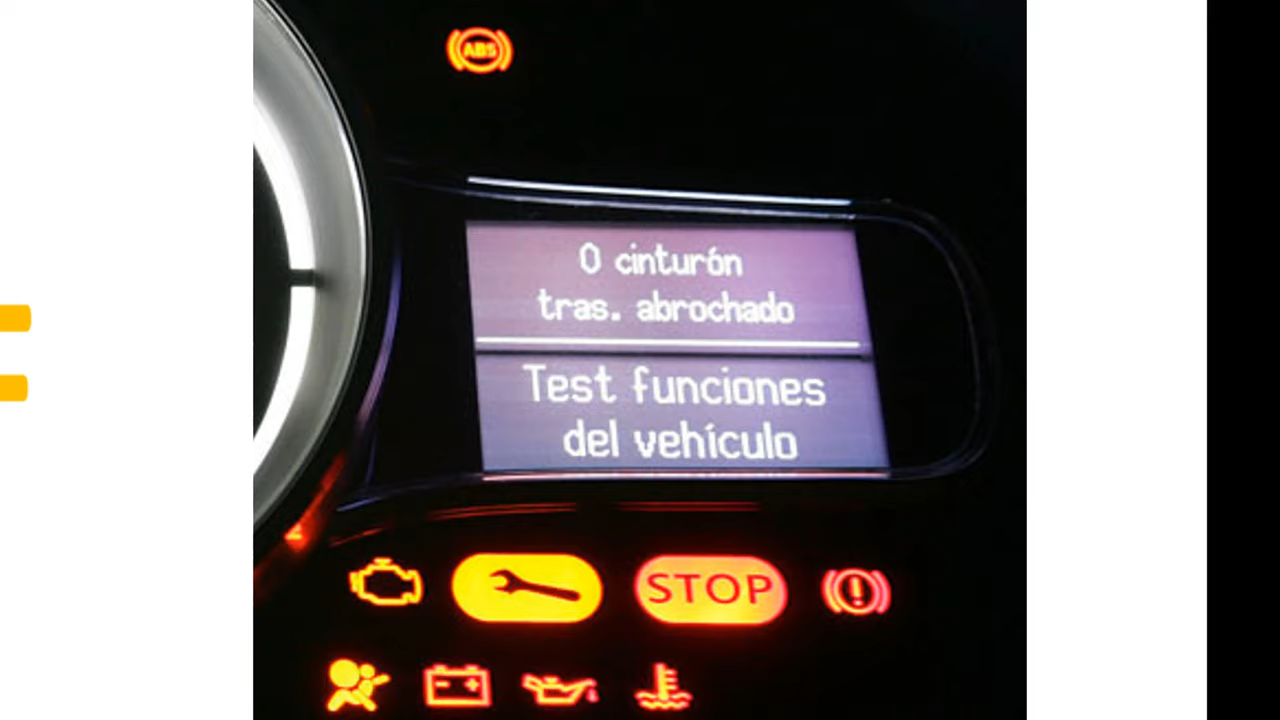 ABS
0 cinturón
tras. abrochado
Test funciones
del vehículo
STOP